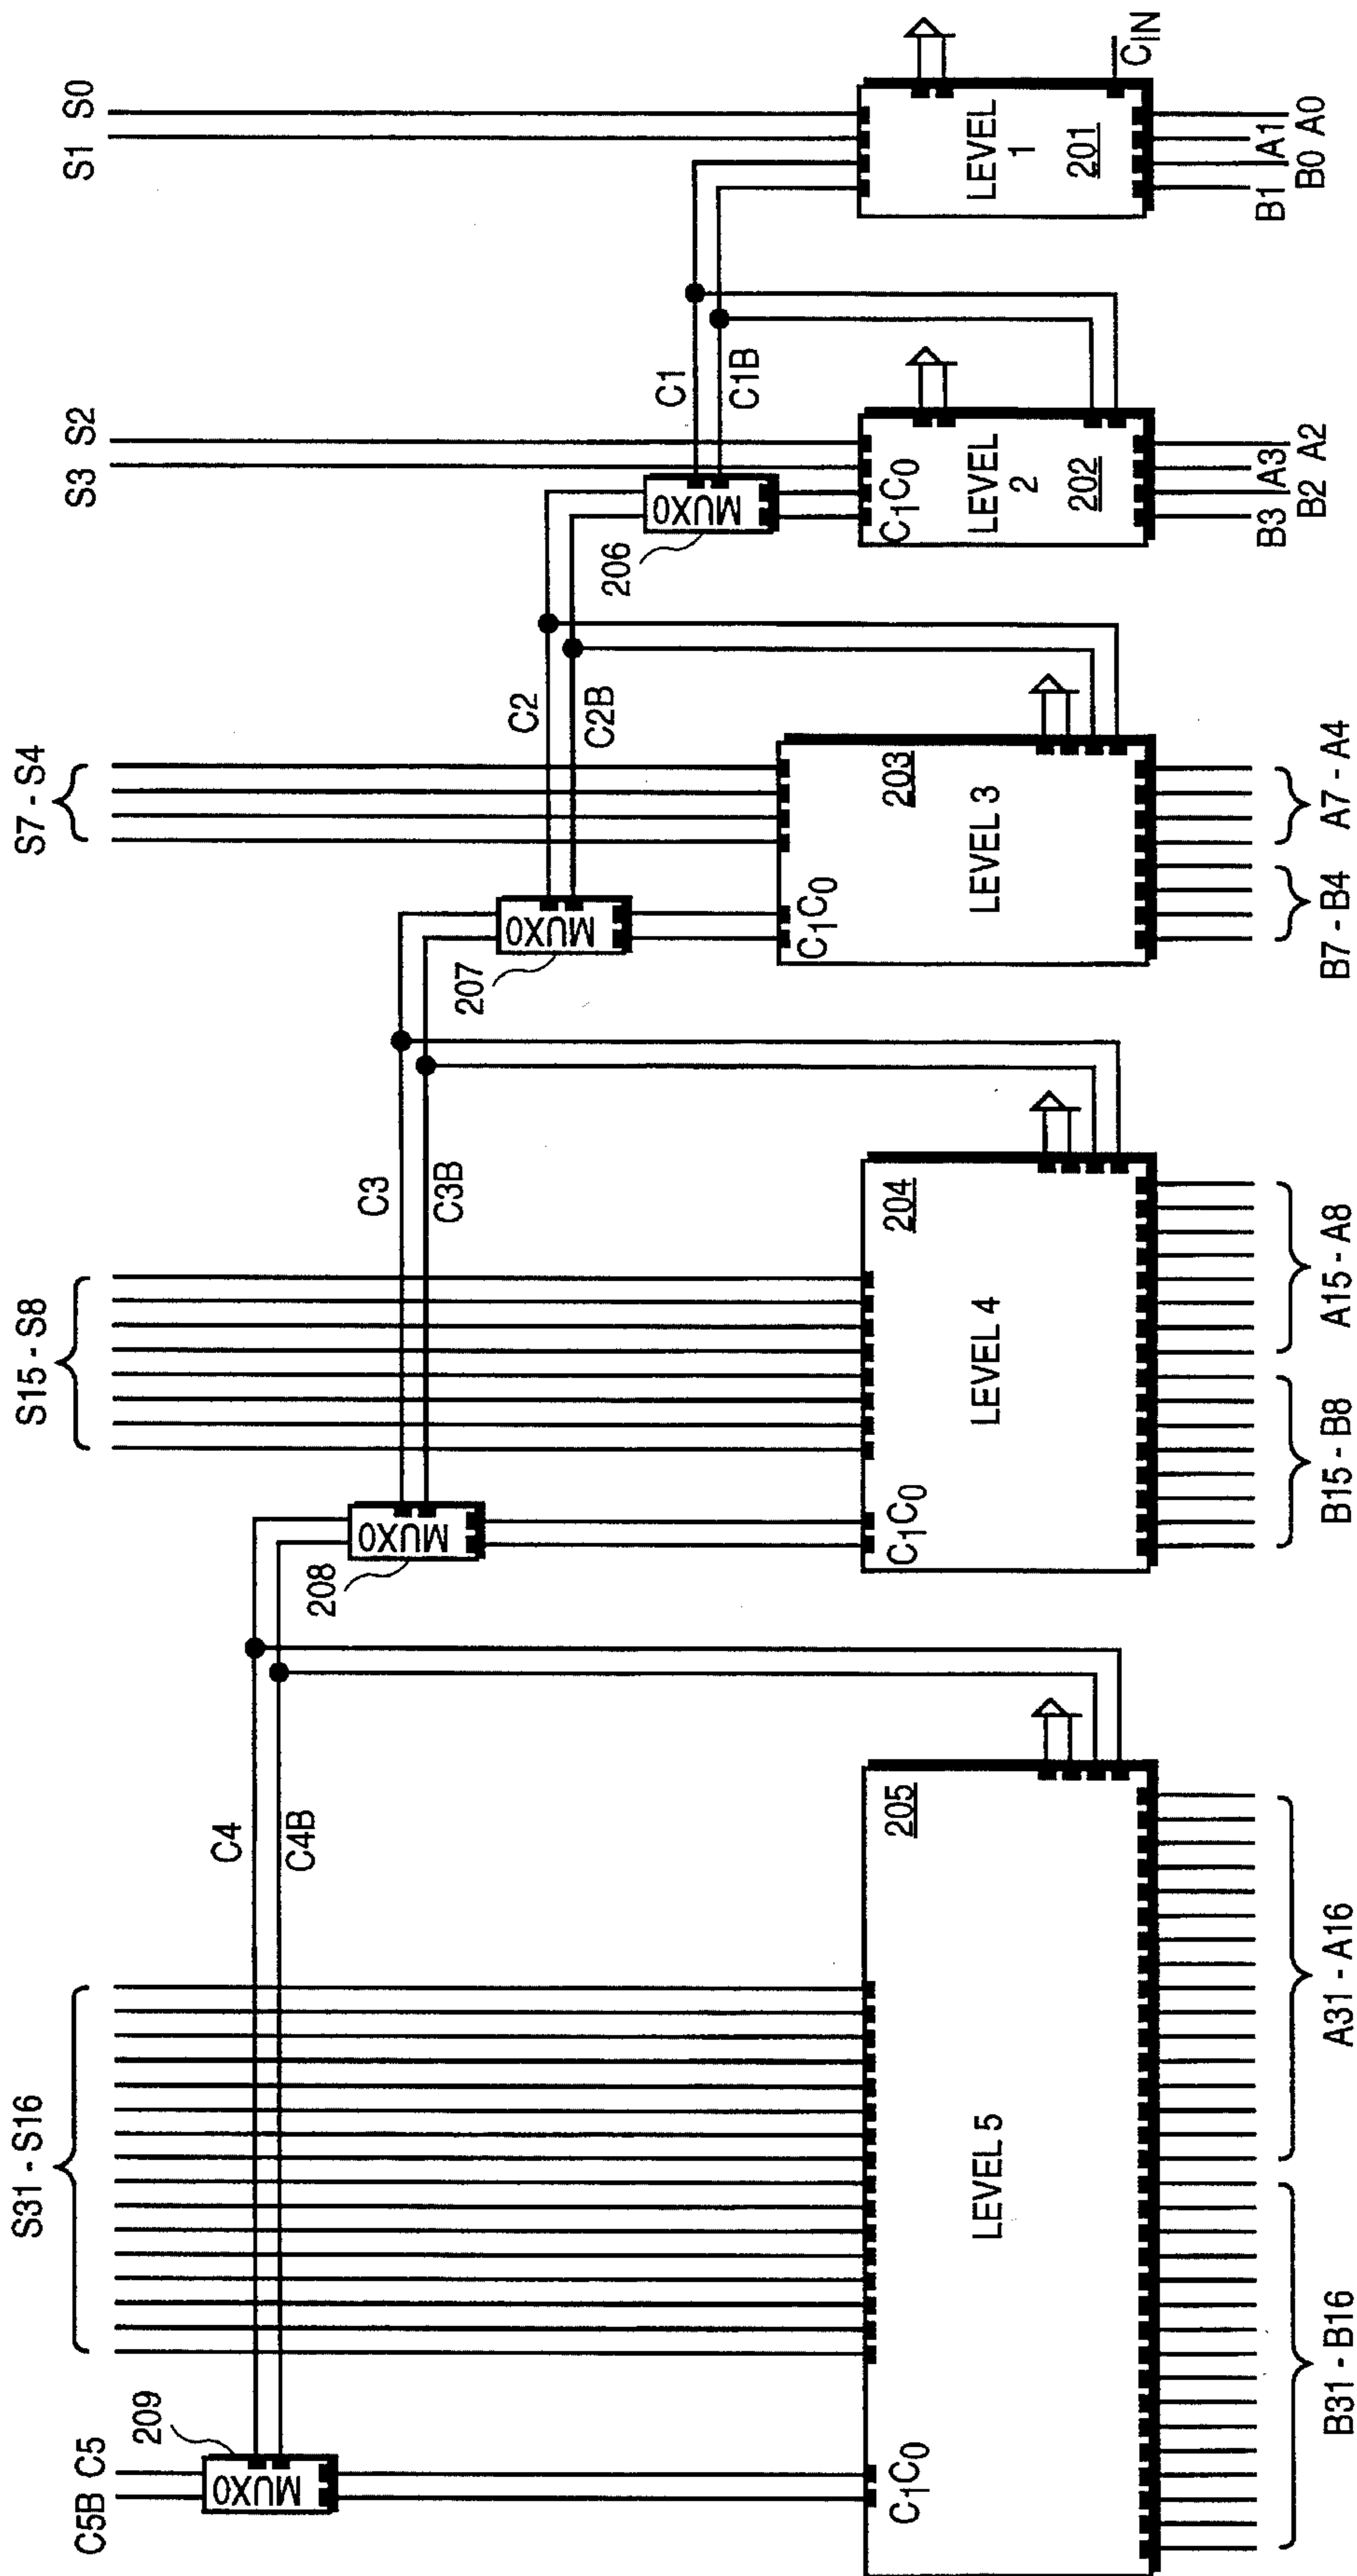 S31 - S16
S15 - S8
S7 - S4
S3
S2
S1
S0
C5B
C5
209
MUX0
C4
C4B
208
MUX0
C3
C3B
207
MUX0
C2
C2B
206
MUX0
C1
C1B
C1C0
LEVEL 5
205
C1C0
LEVEL 4
204
C1C0
LEVEL 3
203
C1C0
LEVEL
2
202
LEVEL
1
201
CIN
B31 - B16
A31 - A16
B15 - B8
A15 - A8
B7 - B4
A7 - A4
B3
B2
A3
A2
B1
B0
A1
A0